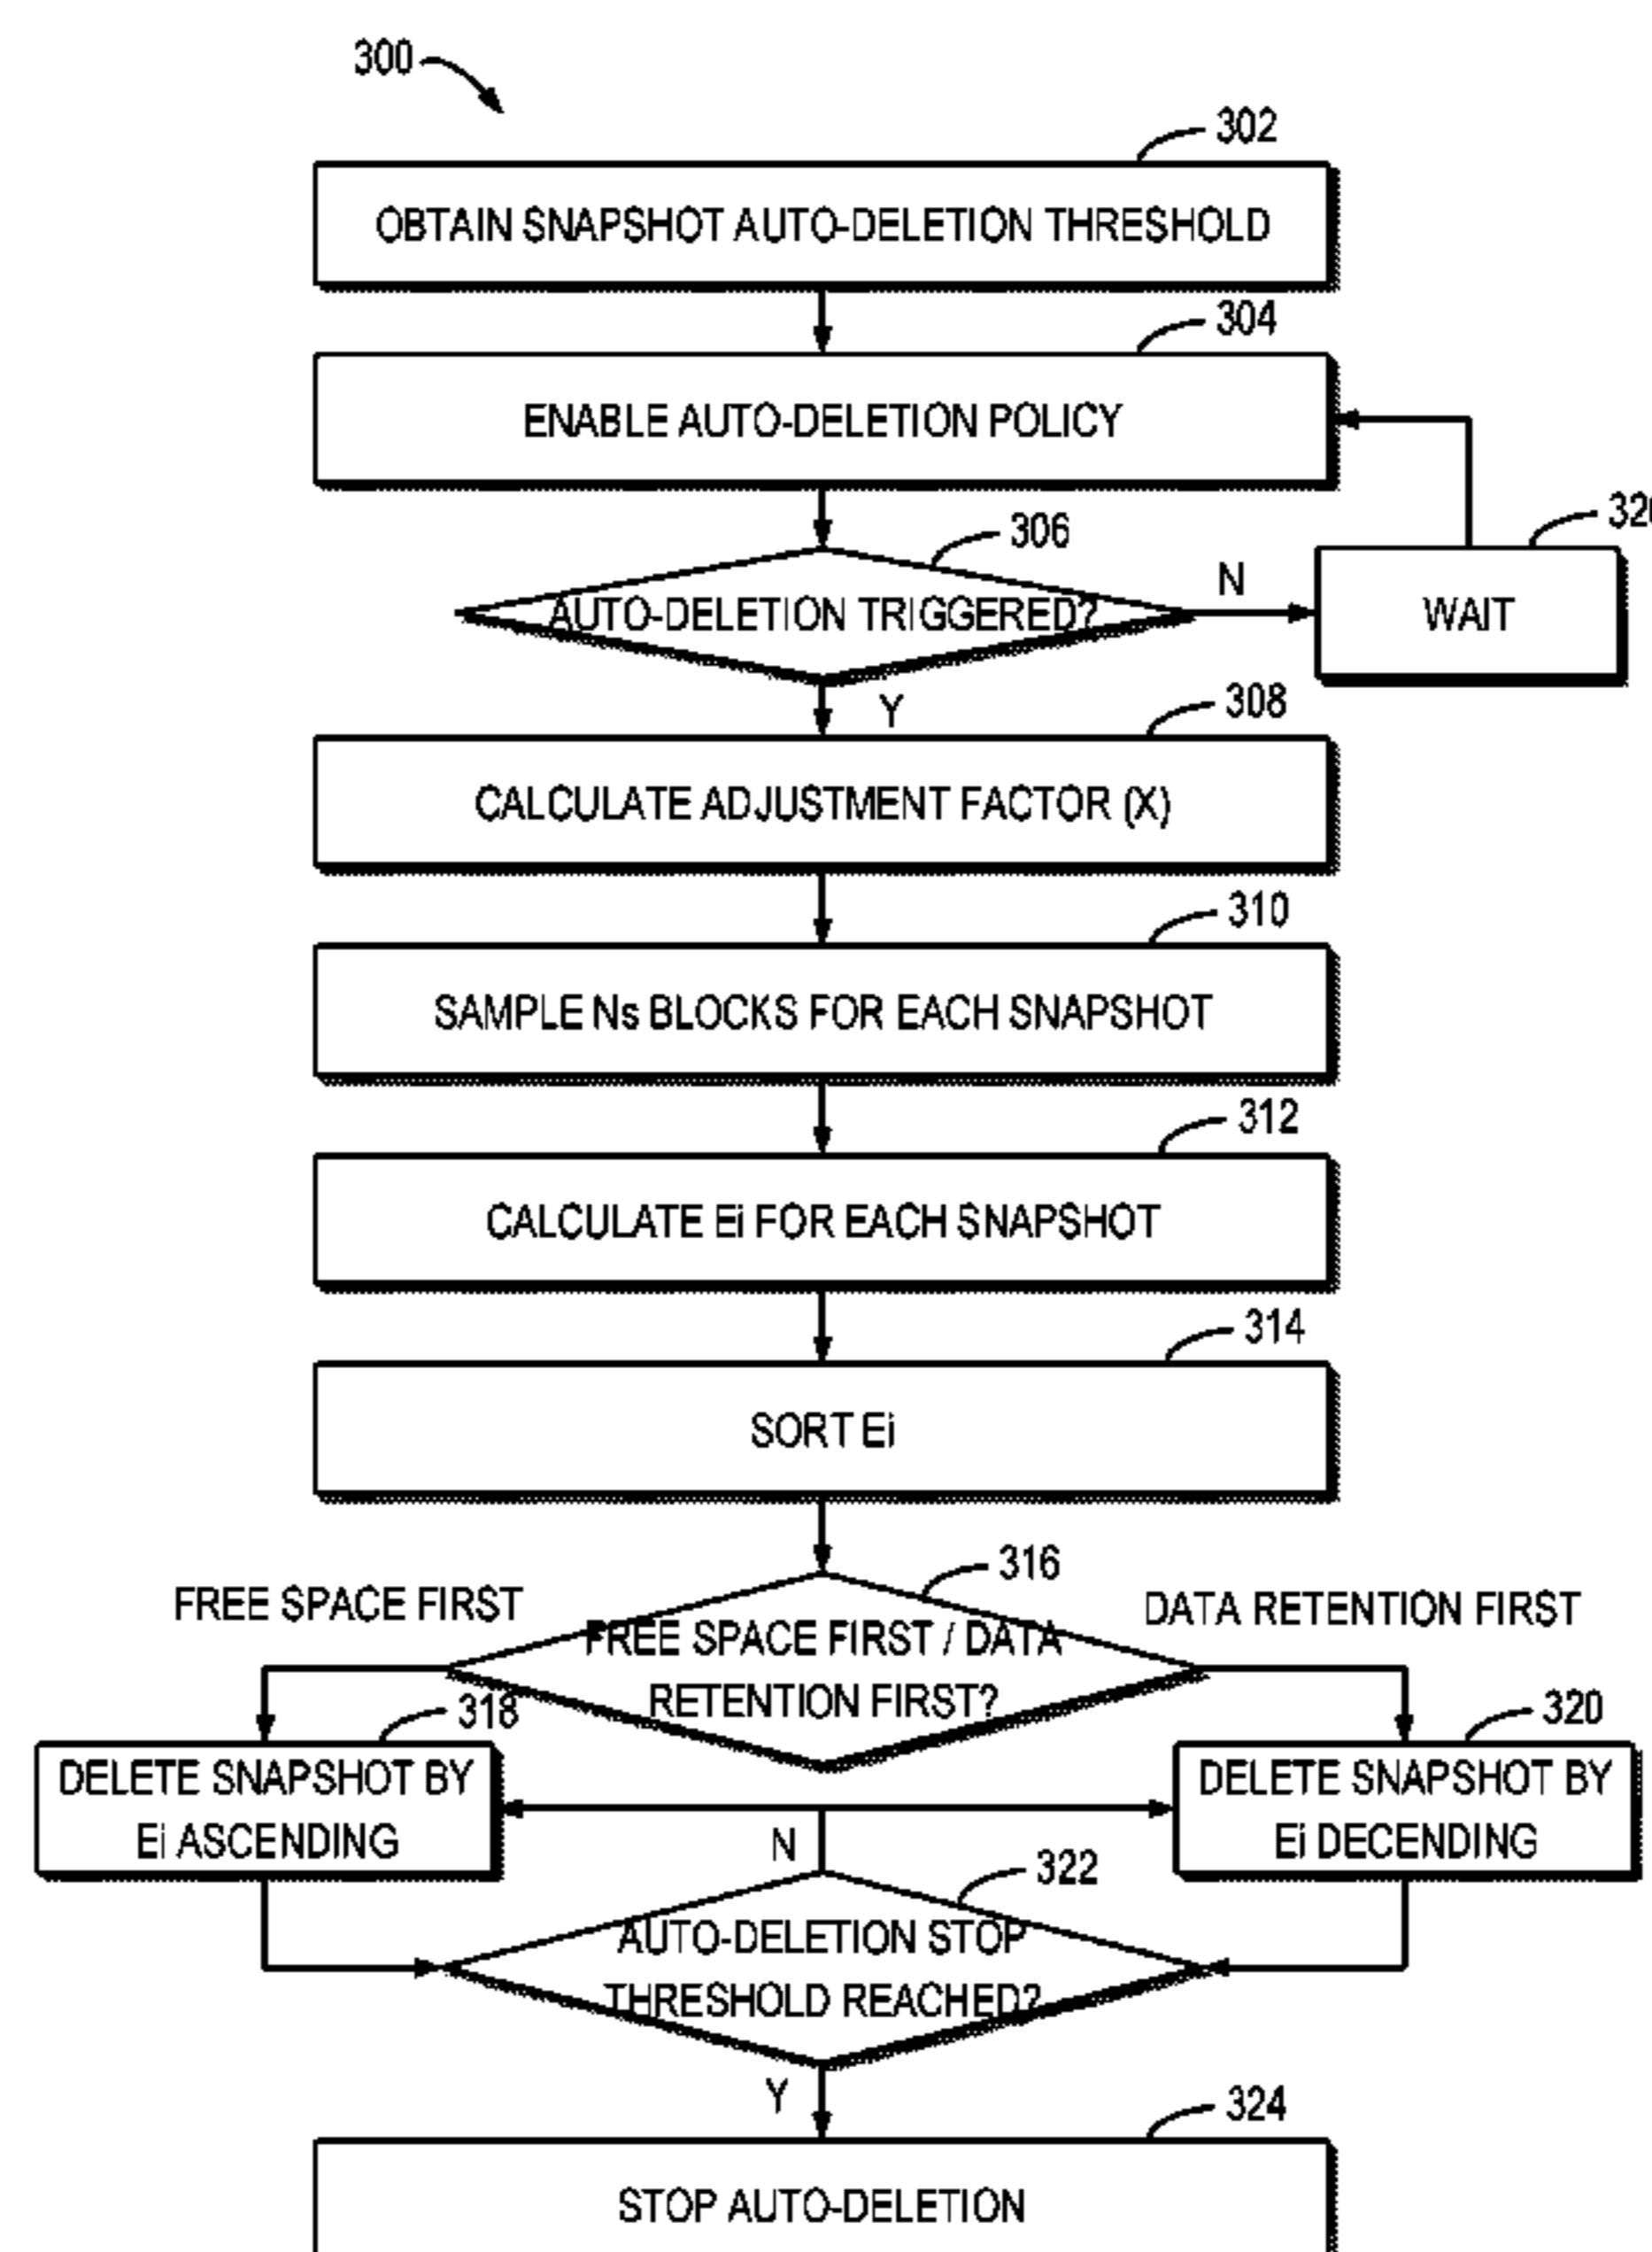 300
302
OBTAIN SNAPSHOT AUTO-DELETION THRESHOLD
304
ENABLE AUTO-DELETION POLICY
306
AUTO-DELETION TRIGGERED?
N
WAIT
Y
308
CALCULATE ADJUSTMENT FACTOR (X)
310
SAMPLE Ns BLOCKS FOR EACH SNAPSHOT
312
CALCULATE Ei FOR EACH SNAPSHOT
314
SORT Ei
316
FREE SPACE FIRST
FREE SPACE FIRST / DATA
RETENTION FIRST?
DATA RETENTION FIRST
318
DELETE SNAPSHOT BY
Ei ASCENDING
320
DELETE SNAPSHOT BY
Ei DECENDING
N
322
AUTO-DELETION STOP
THRESHOLD REACHED?
Y
324
STOP AUTO-DELETION